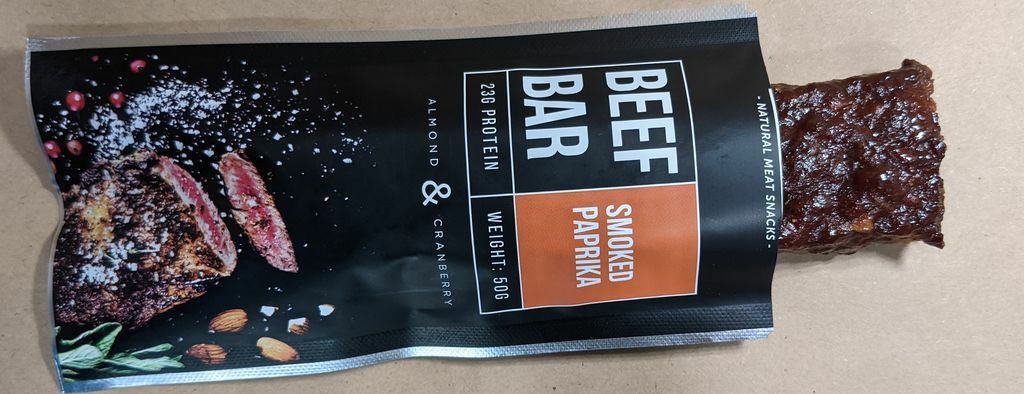 - NATURAL MEAT SNACKS -
BEEF
BAR
SMOKED
PAPRIKA
23G PROTEIN
WEIGHT: 50G
ALMOND & CRANBERRY